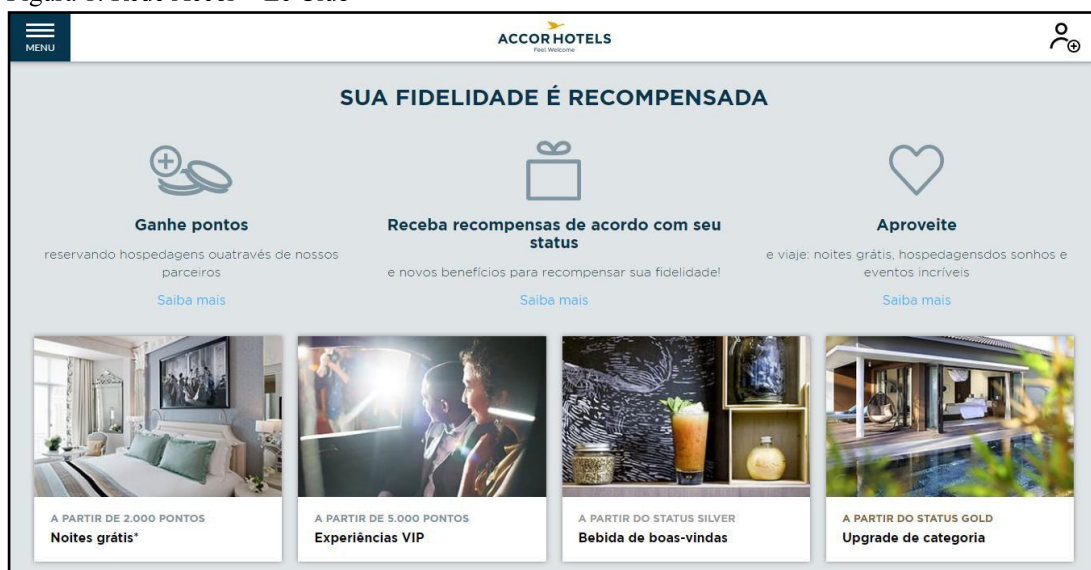 Rede Accor – Le Club
MENU
ACCOR HOTELS
Feel Welcome
SUA FIDELIDADE É RECOMPENSADA
Ganhe pontos
reservando hospedagens ouatravés de nossos
parceiros
Saiba mais
Receba recompensas de acordo com seu
status
e novos benefícios para recompensar sua fidelidade!
Saiba mais
Aproveite
e viaje: noites grátis, hospedagensdos sonhos e
eventos incríveis
Saiba mais
A PARTIR DE 2.000 PONTOS
Noites grátis*
A PARTIR DE 5.000 PONTOS
Experiências VIP
A PARTIR DO STATUS SILVER
Bebida de boas-vindas
A PARTIR DO STATUS GOLD
Upgrade de categoria